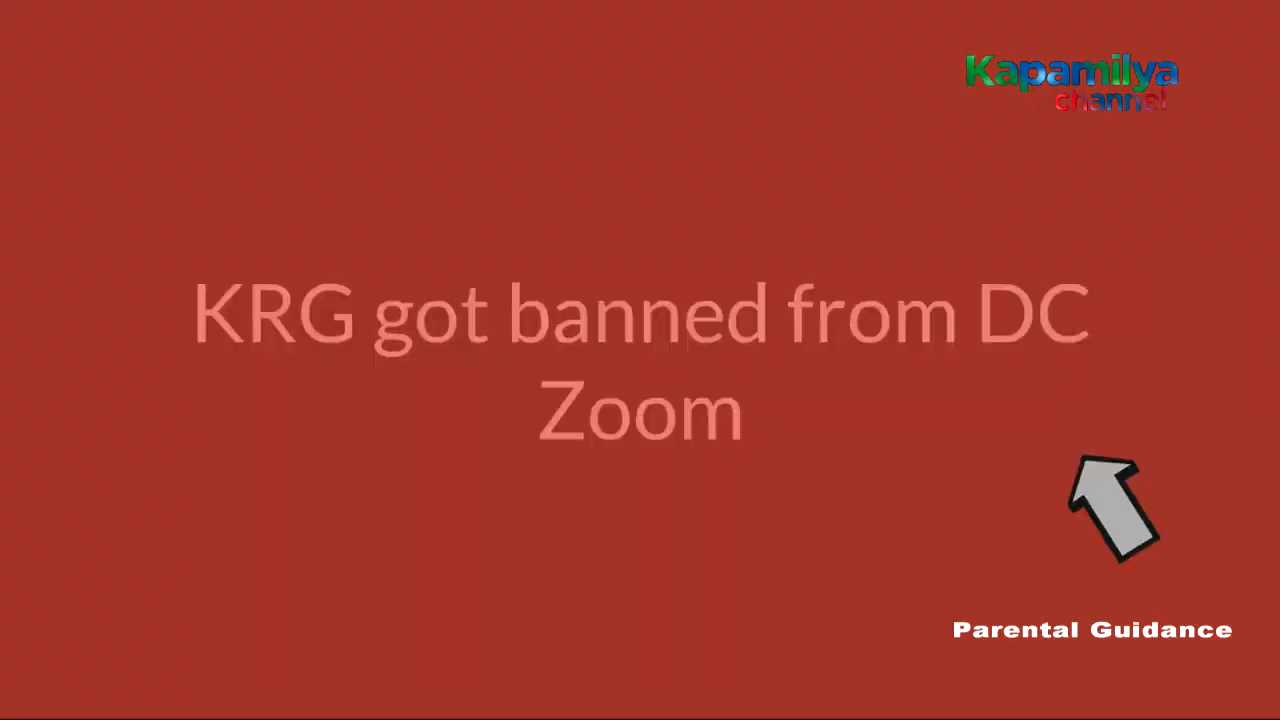 Kapamilya
channel
KRG got banned from DC
Zoom
Parental Guidance